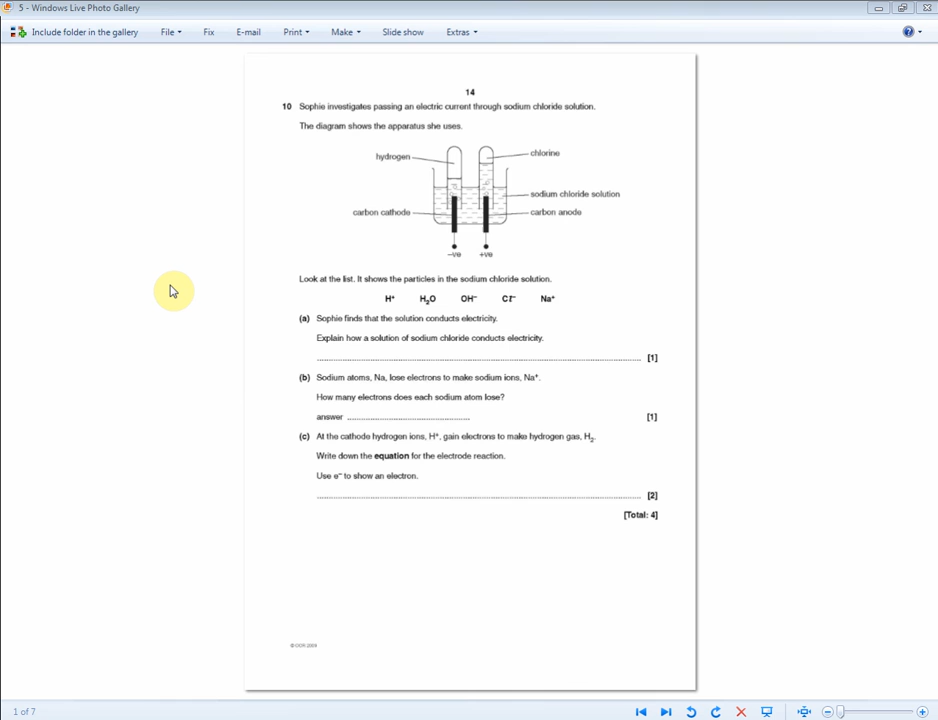 5 - Windows Live Photo Gallery
Include folder in the gallery File Fix E-mail Print Make Slide show Extras
14
10 Sophie investigates passing an electric current through sodium chloride solution.
The diagram shows the apparatus she uses.
hydrogen
chlorine
sodium chloride solution
carbon cathode
carbon anode
–ve +ve
Look at the list. It shows the particles in the sodium chloride solution.
H⁺ H₂O OH⁻ Cl⁻ Na⁺
(a) Sophie finds that the solution conducts electricity.
Explain how a solution of sodium chloride conducts electricity.
[1]
(b) Sodium atoms, Na, lose electrons to make sodium ions, Na⁺.
How many electrons does each sodium atom lose?
answer [1]
(c) At the cathode hydrogen ions, H⁺, gain electrons to make hydrogen gas, H₂.
Write down the equation for the electrode reaction.
Use e⁻ to show an electron.
[2]
[Total: 4]
1 of 7